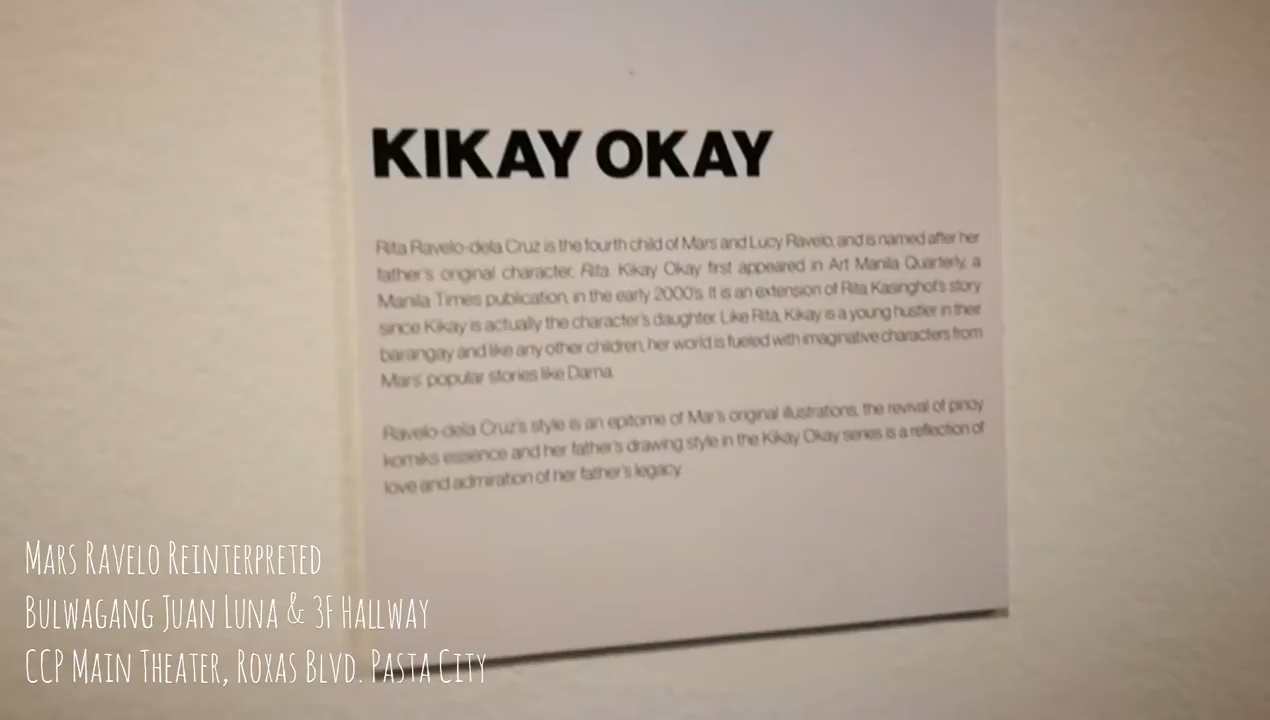 KIKAY OKAY
Rita Ravelo-dela Cruz is the fourth child of Mars and Lucy Ravelo, and is named after her
father's original character, Rita. Kikay Okay first appeared in Art Manila Quarterly, a
Manila Times publication, in the early 2000's. It is an extension of Rita Kasinghot's story
since Kikay is actually the character's daughter. Like Rita, Kikay is a young hustler in their
barangay and like any other children, her world is fueled with imaginative characters from
Mars' popular stories like Darna.
Ravelo-dela Cruz's style is an epitome of Mar's original illustrations, the revival of pinoy
komiks essence and her father's drawing style in the Kikay Okay series is a reflection of
love and admiration of her father's legacy.
Mars Ravelo Reinterpreted
Bulwagang Juan Luna & 3F Hallway
CCP Main Theater, Roxas Blvd. Pasta City